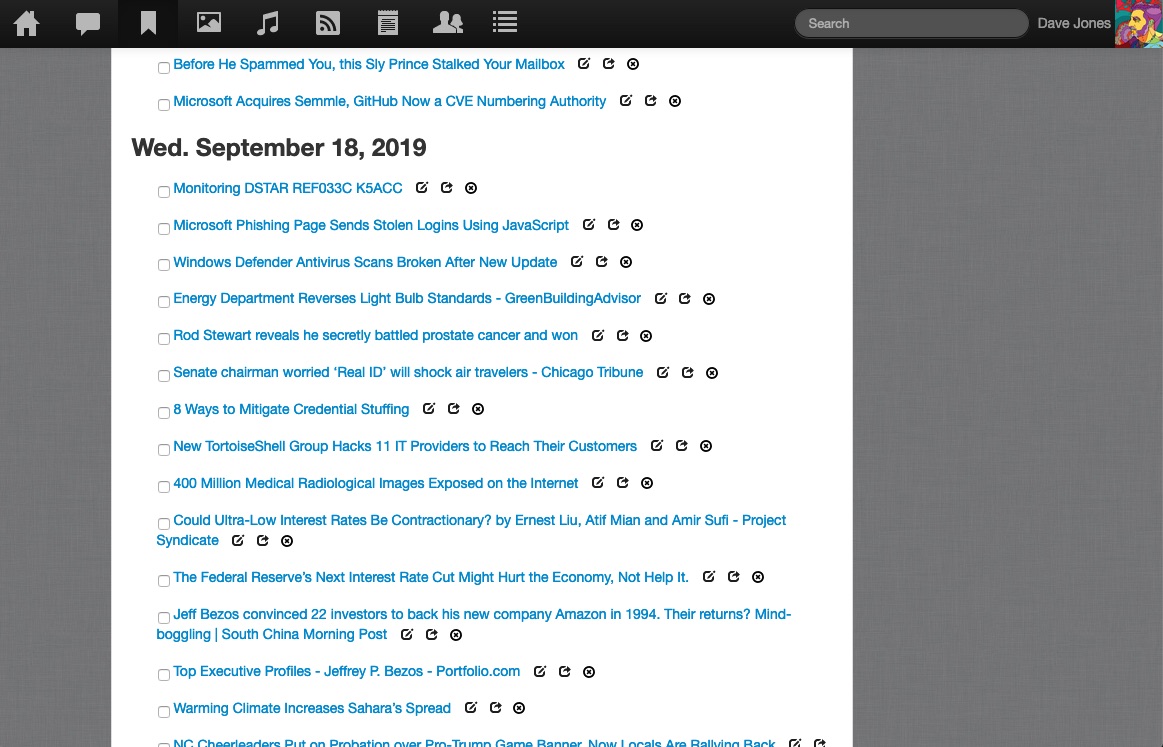 Search
Dave Jones
Before He Spammed You, this Sly Prince Stalked Your Mailbox
Microsoft Acquires Semmle, GitHub Now a CVE Numbering Authority
Wed. September 18, 2019
Monitoring DSTAR REF033C K5ACC
Microsoft Phishing Page Sends Stolen Logins Using JavaScript
Windows Defender Antivirus Scans Broken After New Update
Energy Department Reverses Light Bulb Standards - GreenBuildingAdvisor
Rod Stewart reveals he secretly battled prostate cancer and won
Senate chairman worried ‘Real ID’ will shock air travelers - Chicago Tribune
8 Ways to Mitigate Credential Stuffing
New TortoiseShell Group Hacks 11 IT Providers to Reach Their Customers
400 Million Medical Radiological Images Exposed on the Internet
Could Ultra-Low Interest Rates Be Contractionary? by Ernest Liu, Atif Mian and Amir Sufi - Project
Syndicate
The Federal Reserve’s Next Interest Rate Cut Might Hurt the Economy, Not Help It.
Jeff Bezos convinced 22 investors to back his new company Amazon in 1994. Their returns? Mind-
boggling | South China Morning Post
Top Executive Profiles - Jeffrey P. Bezos - Portfolio.com
Warming Climate Increases Sahara’s Spread
NC Cheerleaders Put on Probation over Pro-Trump Game Banner. Now Locals Are Rallying Back